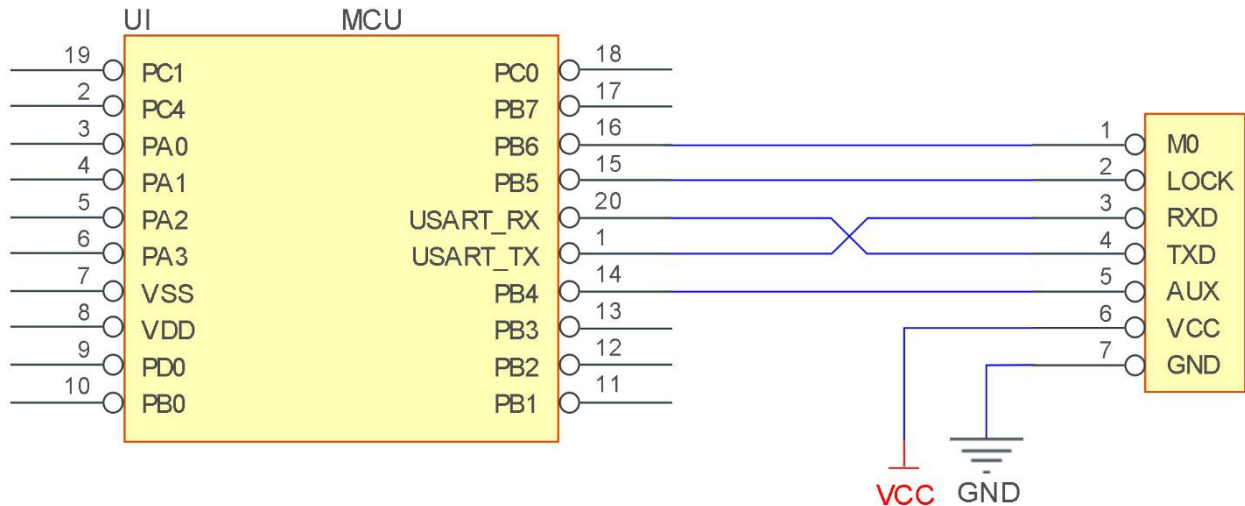 UI MCU
19 PC1 PC0 18
2 PC4 PB7 17
3 PA0 PB6 16 1 M0
4 PA1 PB5 15 2 LOCK
5 PA2 USART_RX 20 3 RXD
6 PA3 USART_TX 1 4 TXD
7 VSS PB4 14 5 AUX
8 VDD PB3 13 6 VCC
9 PD0 PB2 12 7 GND
10 PB0 PB1 11
VCC GND